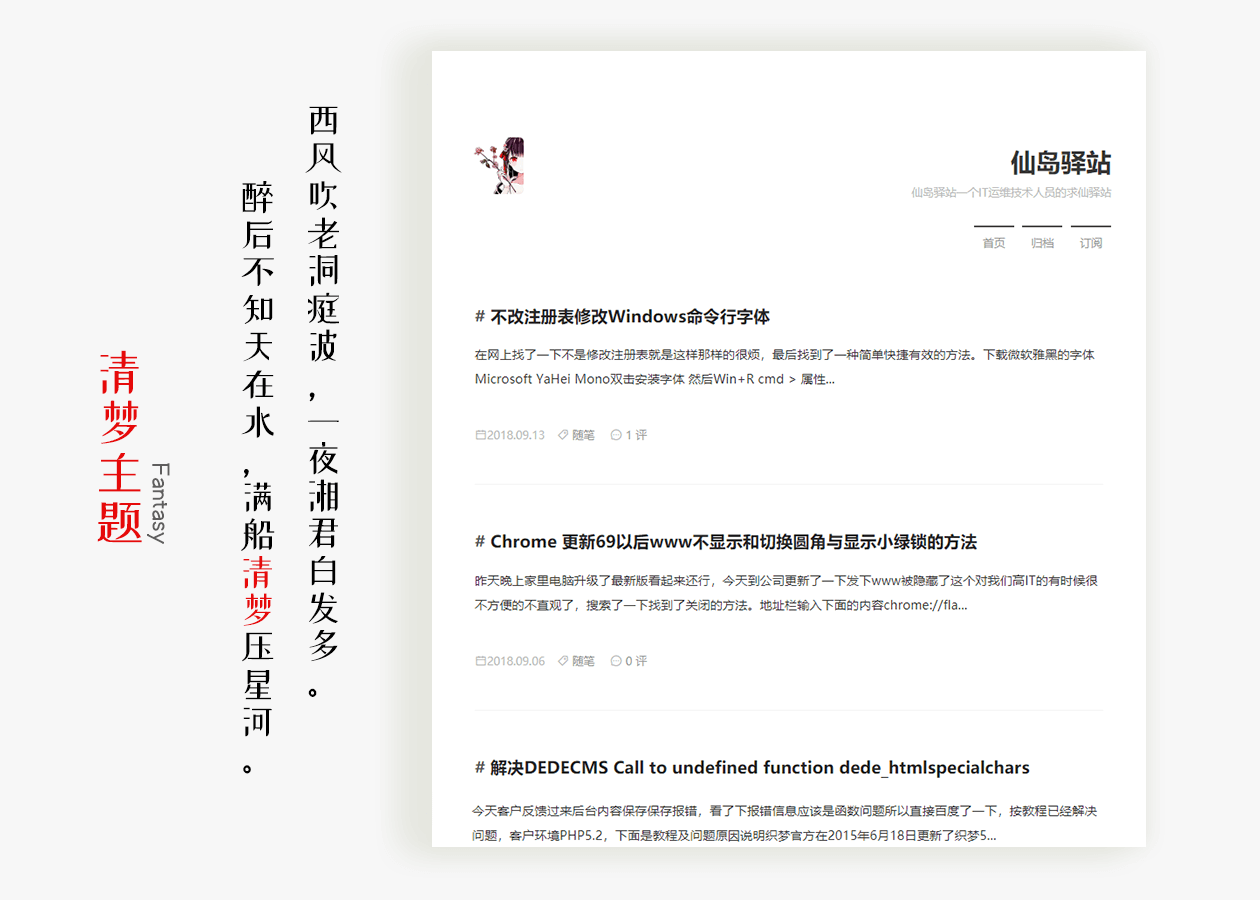 西风吹老洞庭波，一夜湘君白发多。
醉后不知天在水，满船清梦压星河。
清梦主题
Fantasy
仙岛驿站
仙岛驿站一个IT运维技术人员的求仙驿站
首页 归档 订阅
# 不改注册表修改Windows命令行字体
在网上找了一下不是修改注册表就是这样那样的很烦，最后找到了一种简单快捷有效的方法。下载微软雅黑的字体
Microsoft YaHei Mono双击安装字体 然后Win+R cmd > 属性...
2018.09.13 随笔 1 评
# Chrome 更新69以后www不显示和切换圆角与显示小绿锁的方法
昨天晚上家里电脑升级了最新版看起来还行，今天到公司更新了一下发下www被隐藏了这个对我们高IT的有时候很
不方便的不直观了，搜索了一下找到了关闭的方法。地址栏输入下面的内容chrome://fla...
2018.09.06 随笔 0 评
# 解决DEDECMS Call to undefined function dede_htmlspecialchars
今天客户反馈过来后台内容保存保存报错，看了下报错信息应该是函数问题所以直接百度了一下，按教程已经解决
问题，客户环境PHP5.2，下面是教程及问题原因说明织梦官方在2015年6月18日更新了织梦5...